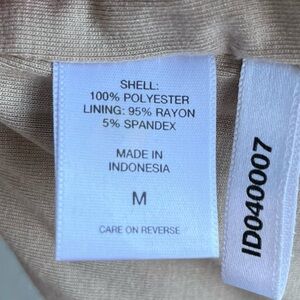 SHELL:
100% POLYESTER
LINING: 95% RAYON
5% SPANDEX
MADE IN
INDONESIA
M
CARE ON REVERSE
ID040007